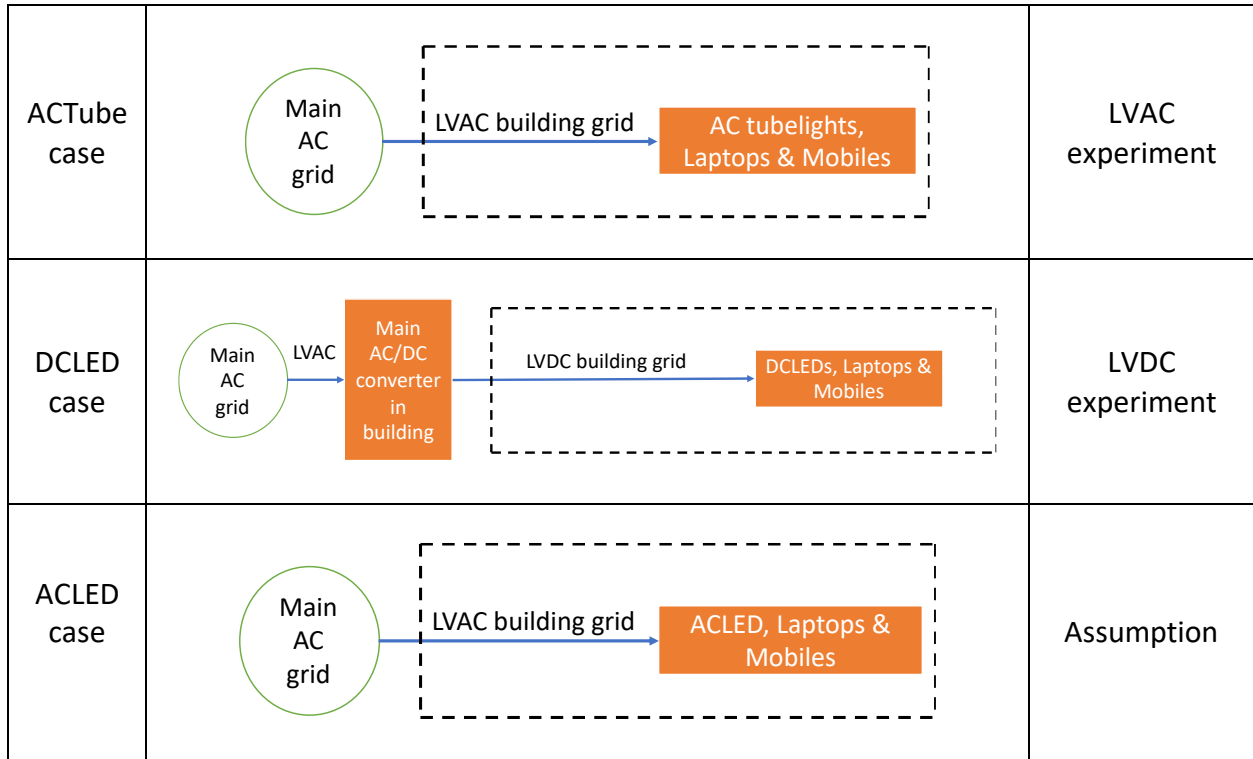 ACTube
case
Main
AC
grid
LVAC building grid
AC tubelights,
Laptops & Mobiles
LVAC
experiment
DCLED
case
Main
AC
grid
LVAC
Main
AC/DC
converter
in
building
LVDC building grid
DCLEDs, Laptops &
Mobiles
LVDC
experiment
ACLED
case
Main
AC
grid
LVAC building grid
ACLED, Laptops &
Mobiles
Assumption